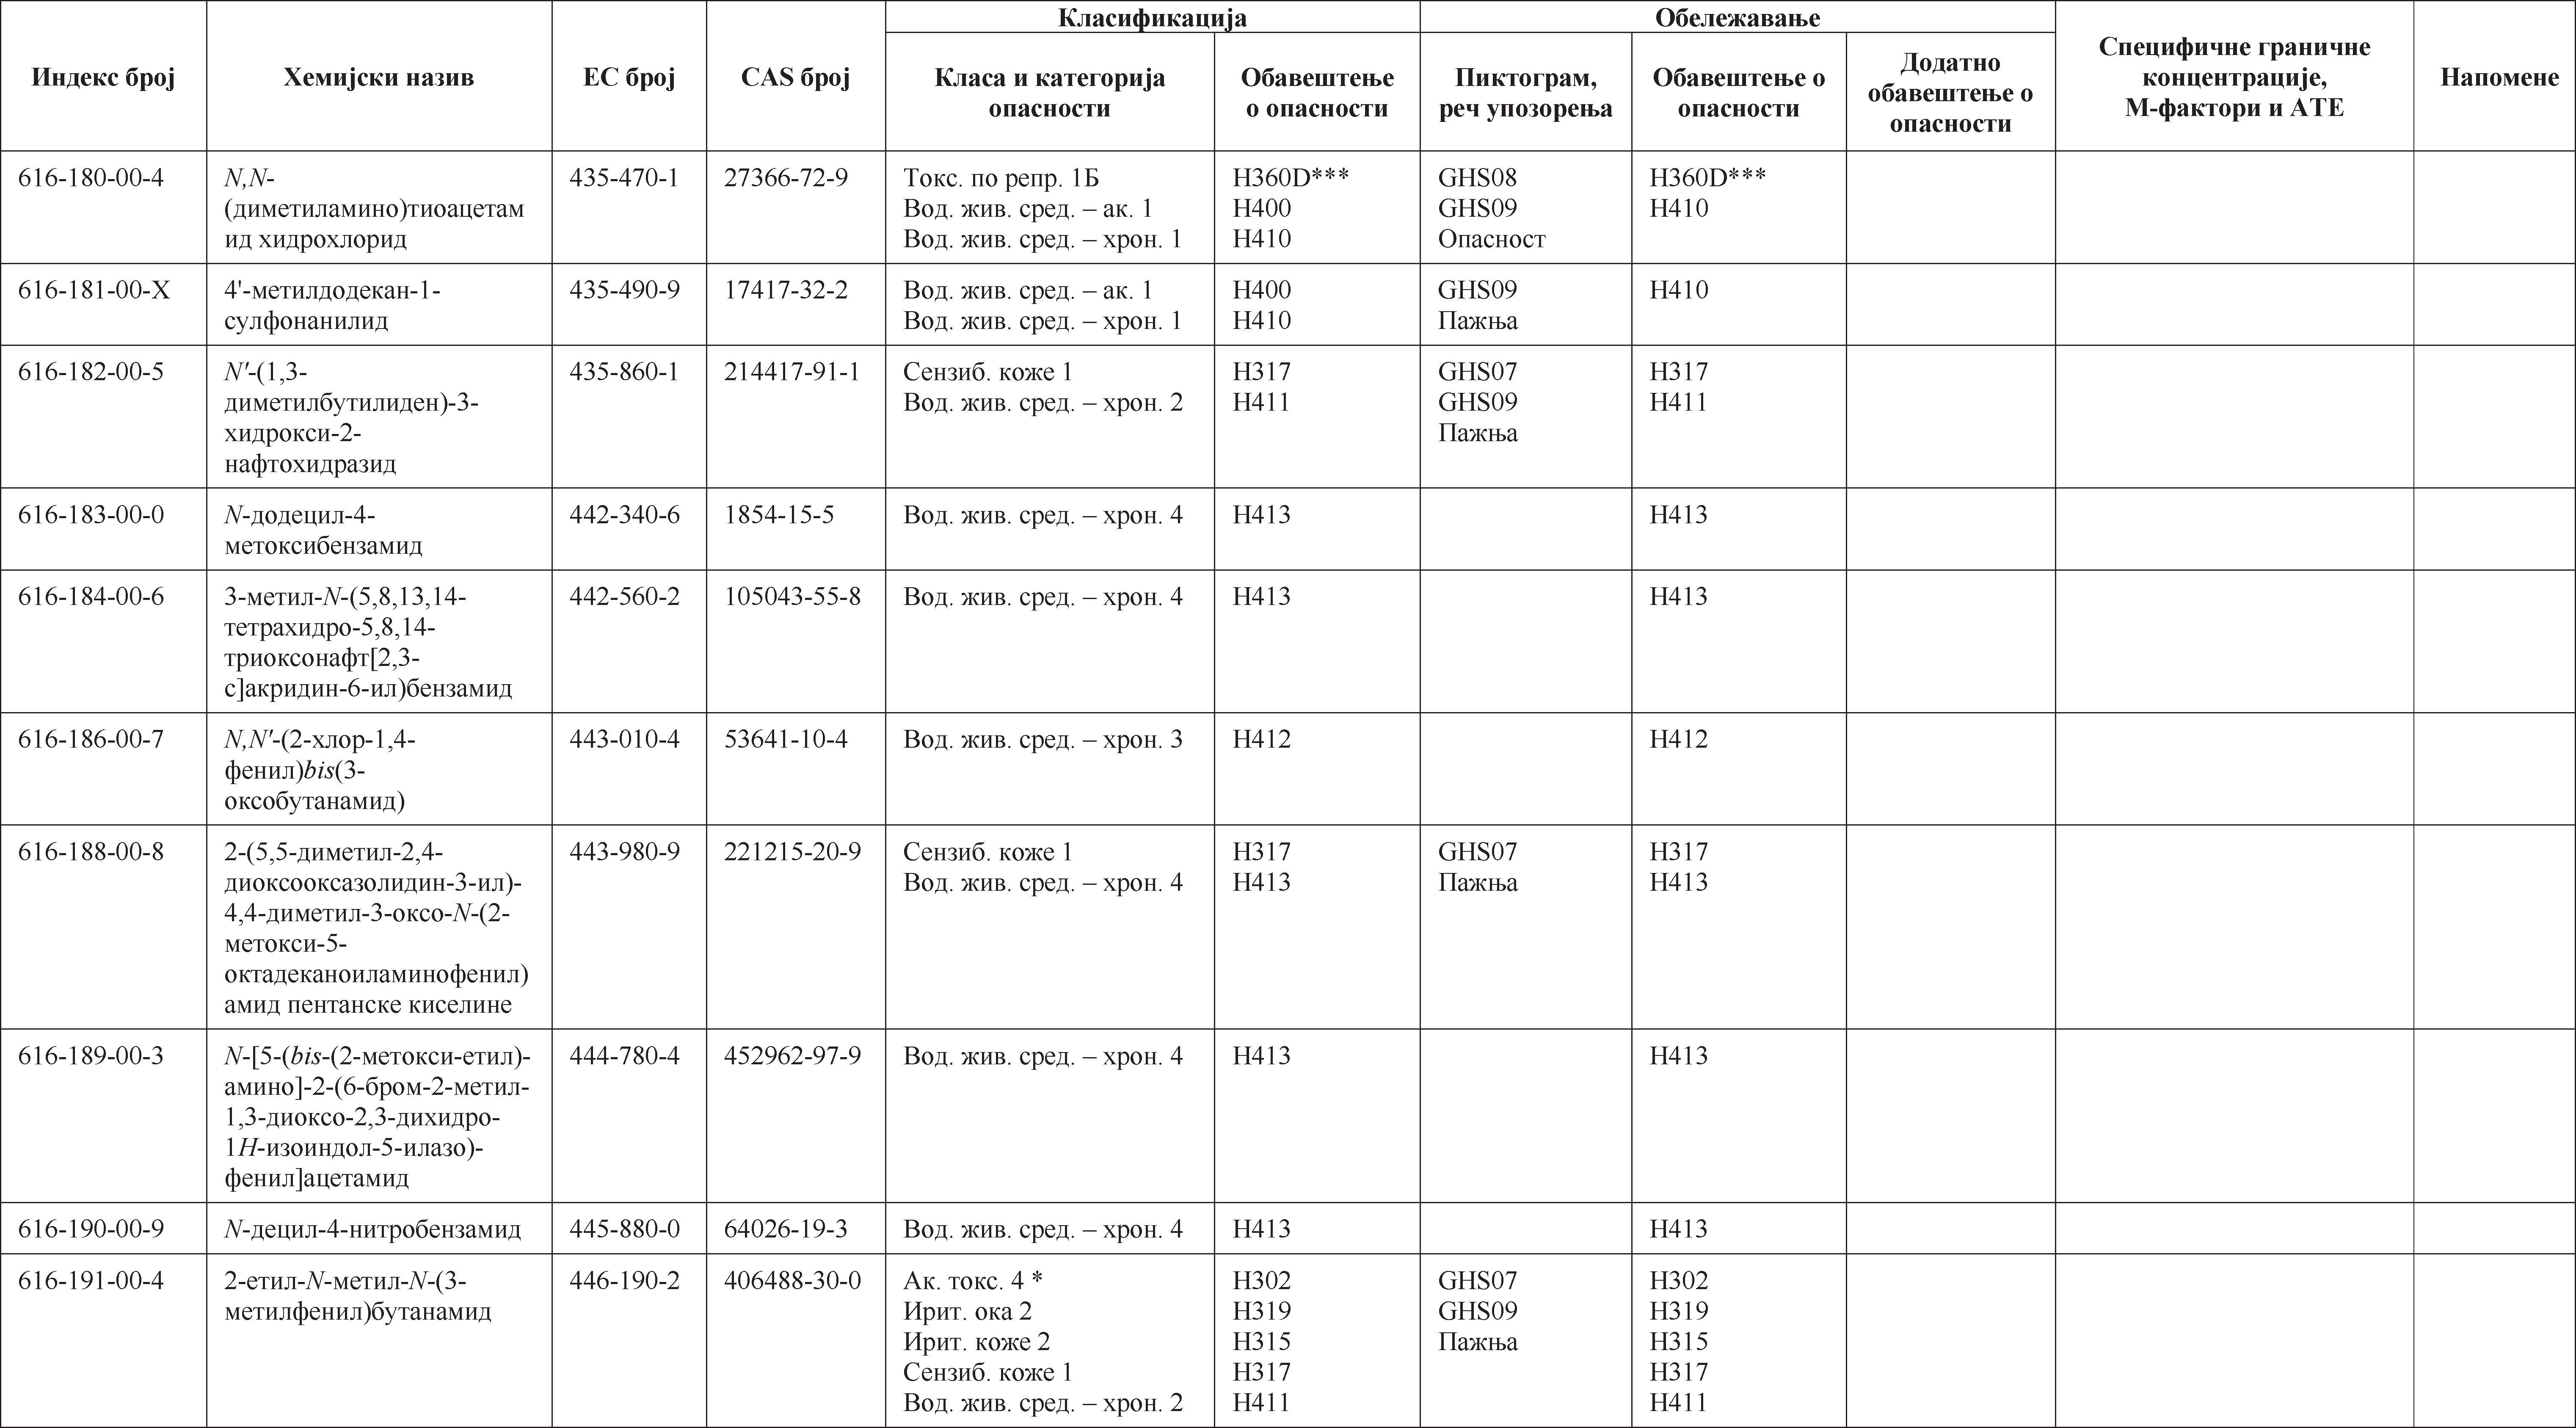 Индекс број
Хемијски назив
ЕС број
CAS број
Класификација
Обележавање
Класа и категорија
опасности
Обавештење
о опасности
Пиктограм,
реч упозорења
Обавештење о
опасности
Додатно
обавештење о
опасности
Специфичне граничне
концентрације,
М-фактори и АТЕ
Напомене
616-180-00-4
N,N-
(диметиламино)тиоацетам
ид хидрохлорид
435-470-1
27366-72-9
Токс. по репр. 1Б
Вод. жив. сред. – ак. 1
Вод. жив. сред. – хрон. 1
H360D***
H400
H410
GHS08
GHS09
Опасност
H360D***
H410
616-181-00-X
4'-метилдодекан-1-
сулфонанилид
435-490-9
17417-32-2
Вод. жив. сред. – ак. 1
Вод. жив. сред. – хрон. 1
H400
H410
GHS09
Пажња
H410
616-182-00-5
N'-(1,3-
диметилбутилиден)-3-
хидрокси-2-
нафтохидразид
435-860-1
214417-91-1
Сензиб. коже 1
Вод. жив. сред. – хрон. 2
H317
H411
GHS07
GHS09
Пажња
H317
H411
616-183-00-0
N-додецил-4-
метоксибензамид
442-340-6
1854-15-5
Вод. жив. сред. – хрон. 4
H413
H413
616-184-00-6
3-метил-N-(5,8,13,14-
тетрахидро-5,8,14-
триоксонафт[2,3-
c]акридин-6-ил)бензамид
442-560-2
105043-55-8
Вод. жив. сред. – хрон. 4
H413
H413
616-186-00-7
N,N'-(2-хлор-1,4-
фенил)bis(3-
оксобутанамид)
443-010-4
53641-10-4
Вод. жив. сред. – хрон. 3
H412
H412
616-188-00-8
2-(5,5-диметил-2,4-
диоксооксазолидин-3-ил)-
4,4-диметил-3-оксо-N-(2-
метокси-5-
октадеканоиламинофенил)
амид пентанске киселине
443-980-9
221215-20-9
Сензиб. коже 1
Вод. жив. сред. – хрон. 4
H317
H413
GHS07
Пажња
H317
H413
616-189-00-3
N-[5-(bis-(2-метокси-етил)-
амино]-2-(6-бром-2-метил-
1,3-диоксо-2,3-дихидро-
1H-изоиндол-5-илазо)-
фенил]ацетамид
444-780-4
452962-97-9
Вод. жив. сред. – хрон. 4
H413
H413
616-190-00-9
N-децил-4-нитробензамид
445-880-0
64026-19-3
Вод. жив. сред. – хрон. 4
H413
H413
616-191-00-4
2-етил-N-метил-N-(3-
метилфенил)бутанамид
446-190-2
406488-30-0
Ак. токс. 4 *
Ирит. ока 2
Ирит. коже 2
Сензиб. коже 1
Вод. жив. сред. – хрон. 2
H302
H319
H315
H317
H411
GHS07
GHS09
Пажња
H302
H319
H315
H317
H411